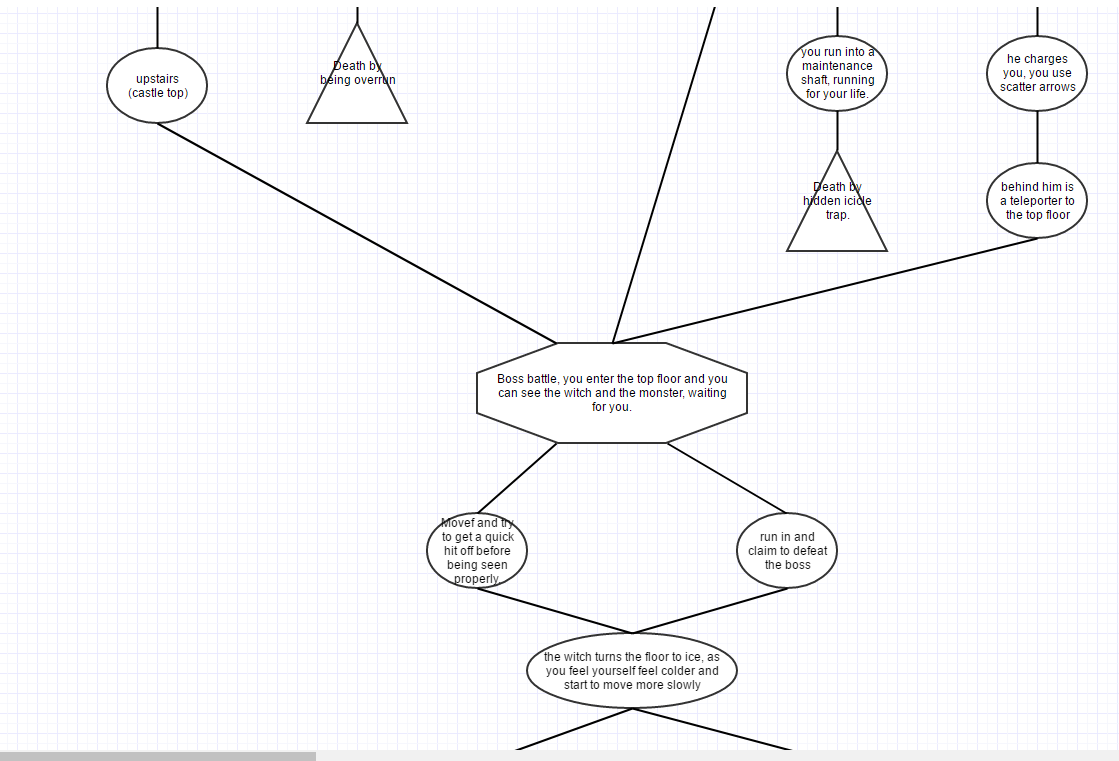 upstairs
(castle top)
Death by
being overrun
you run into a
maintenance
shaft, running
for your life.
he charges
you, you use
scatter arrows
Death by
hidden icicle
trap.
behind him is
a teleporter to
the top floor
Boss battle, you enter the top floor and you
can see the witch and the monster, waiting
for you.
Movef and try
to get a quick
hit off before
being seen
properly.
run in and
claim to defeat
the boss
the witch turns the floor to ice, as
you feel yourself feel colder and
start to move more slowly